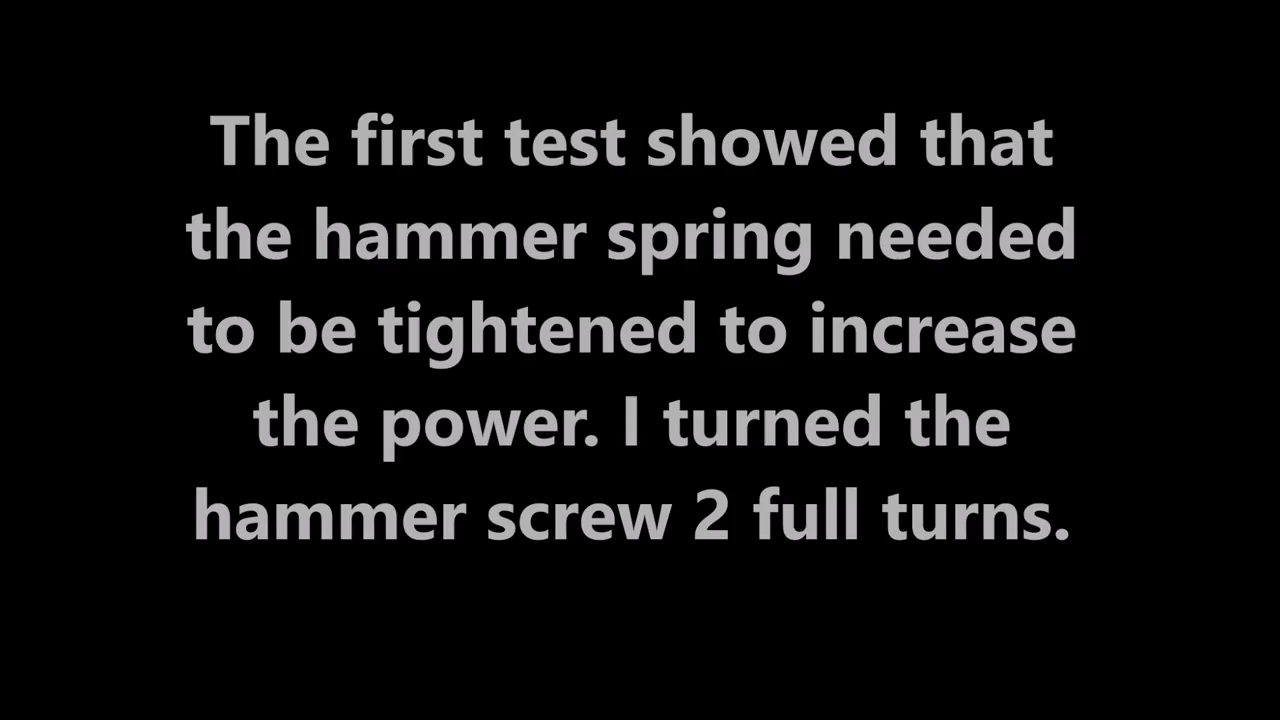 The first test showed that
the hammer spring needed
to be tightened to increase
the power. I turned the
hammer screw 2 full turns.